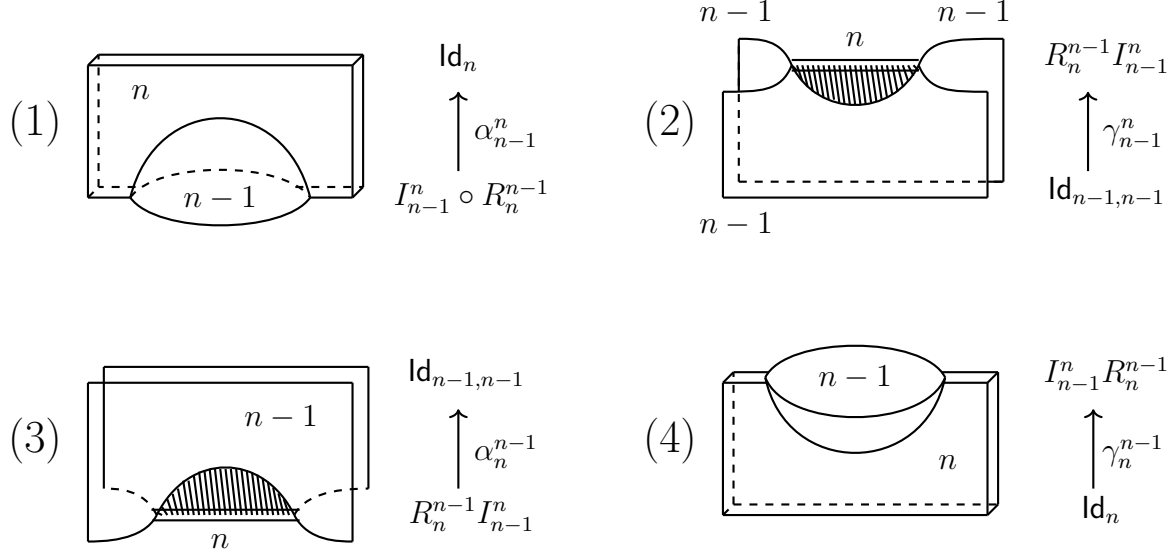 (1)
n
n − 1
Id_n
α^n_{n−1}
I^n_{n−1} ∘ R^{n−1}_n
(2)
n − 1
n
n − 1
n − 1
R^{n−1}_n I^n_{n−1}
γ^n_{n−1}
Id_{n−1,n−1}
(3)
n − 1
n
Id_{n−1,n−1}
α^{n−1}_n
R^{n−1}_n I^n_{n−1}
(4)
n − 1
n
I^n_{n−1} R^{n−1}_n
γ^{n−1}_n
Id_n